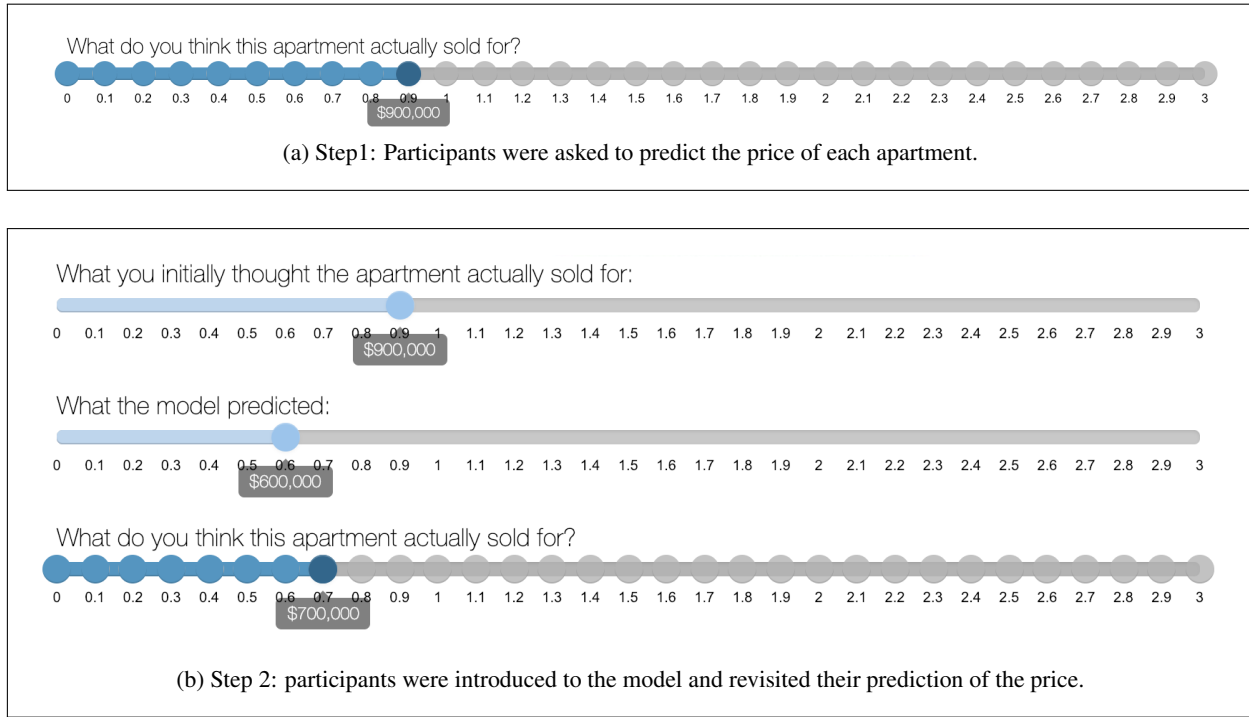 What do you think this apartment actually sold for?
0 0.1 0.2 0.3 0.4 0.5 0.6 0.7 0.8 0.9 1 1.1 1.2 1.3 1.4 1.5 1.6 1.7 1.8 1.9 2 2.1 2.2 2.3 2.4 2.5 2.6 2.7 2.8 2.9 3
$900,000
(a) Step1: Participants were asked to predict the price of each apartment.
What you initially thought the apartment actually sold for:
0 0.1 0.2 0.3 0.4 0.5 0.6 0.7 0.8 0.9 1 1.1 1.2 1.3 1.4 1.5 1.6 1.7 1.8 1.9 2 2.1 2.2 2.3 2.4 2.5 2.6 2.7 2.8 2.9 3
$900,000
What the model predicted:
0 0.1 0.2 0.3 0.4 0.5 0.6 0.7 0.8 0.9 1 1.1 1.2 1.3 1.4 1.5 1.6 1.7 1.8 1.9 2 2.1 2.2 2.3 2.4 2.5 2.6 2.7 2.8 2.9 3
$600,000
What do you think this apartment actually sold for?
0 0.1 0.2 0.3 0.4 0.5 0.6 0.7 0.8 0.9 1 1.1 1.2 1.3 1.4 1.5 1.6 1.7 1.8 1.9 2 2.1 2.2 2.3 2.4 2.5 2.6 2.7 2.8 2.9 3
$700,000
(b) Step 2: participants were introduced to the model and revisited their prediction of the price.